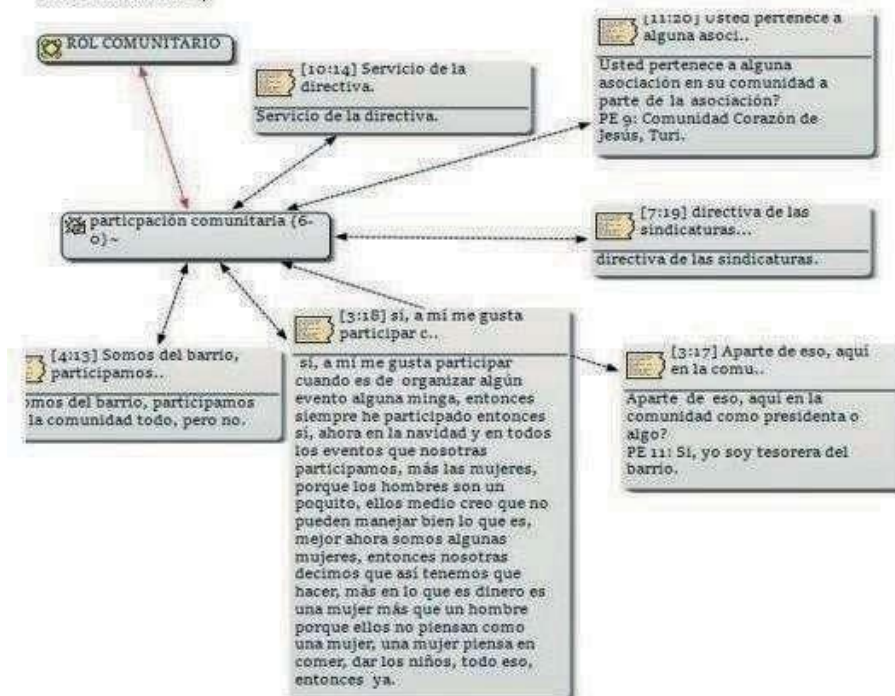 ROL COMUNITARIO
[10:14] Servicio de la
directiva.
Servicio de la directiva.
[11:20] Usted pertenece a
alguna asoci..
Usted pertenece a alguna
asociación en su comunidad a
parte de la asociación?
PE 9: Comunidad Corazón de
Jesús, Turi.
particpación comunitaria {6-
0}~
[7:19] directiva de las
sindicaturas...
directiva de las sindicaturas.
[4:13] Somos del barrio,
participamos..
omos del barrio, participamos
la comunidad todo, pero no.
[3:18] sí, a mí me gusta
participar c..
sí, a mí me gusta participar
cuando es de organizar algún
evento alguna minga, entonces
siempre he participado entonces
sí, ahora en la navidad y en todos
los eventos que nosotras
participamos, más las mujeres,
porque los hombres son un
poquito, ellos medio creo que no
pueden manejar bien lo que es,
mejor ahora somos algunas
mujeres, entonces nosotras
decimos que así tenemos que
hacer, más en lo que es dinero es
una mujer más que un hombre
porque ellos no piensan como
una mujer, una mujer piensa en
comer, dar los niños, todo eso,
entonces ya.
[3:17] Aparte de eso, aquí
en la comu..
Aparte de eso, aquí en la
comunidad como presidenta o
algo?
PE 11: Sí, yo soy tesorera del
barrio.